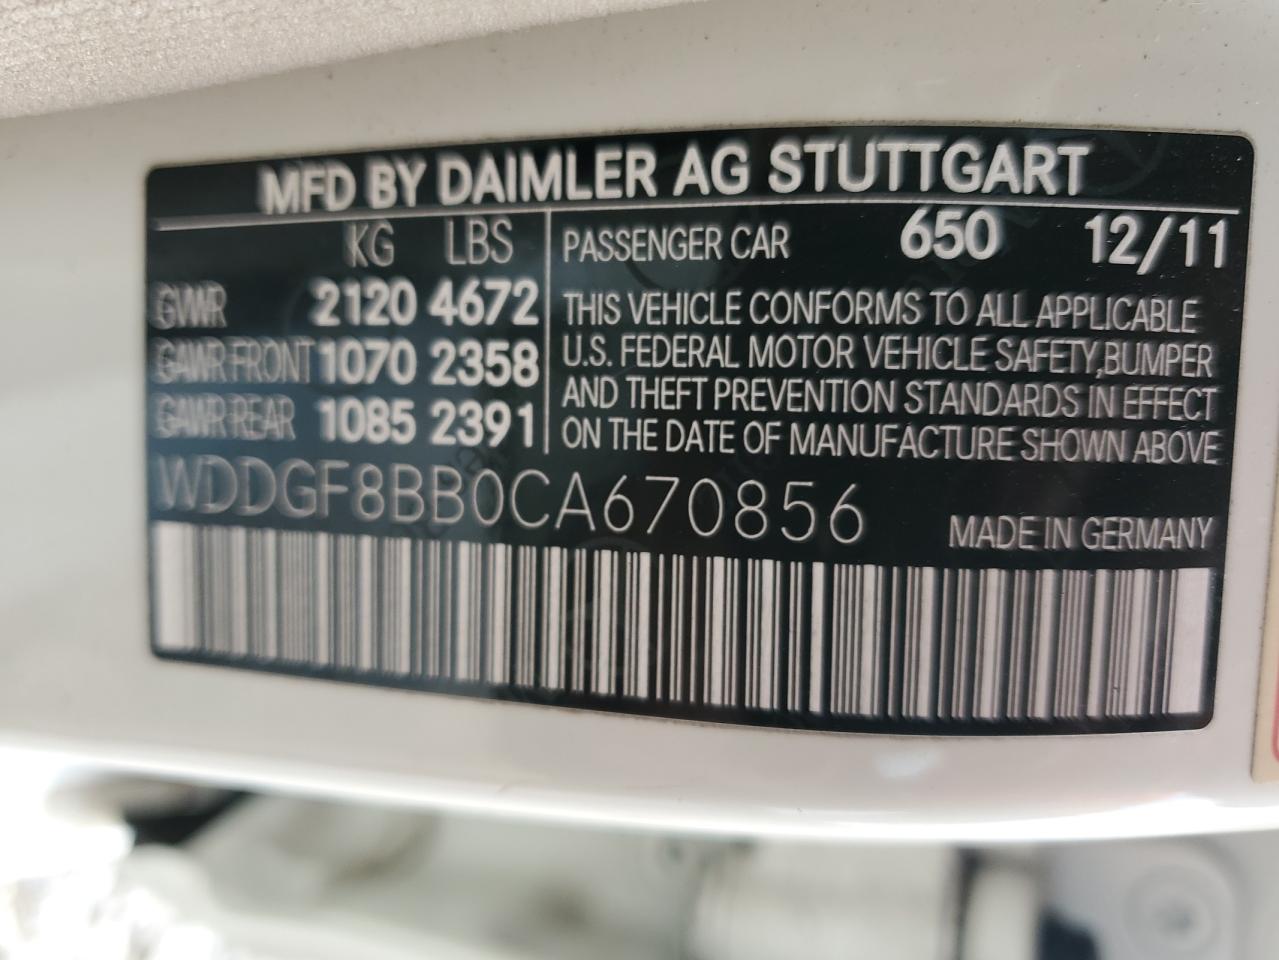 MFD BY DAIMLER AG STUTTGART
KG LBS
GVWR 2120 4672
GAWR FRONT 1070 2358
GAWR REAR 1085 2391
PASSENGER CAR 650 12/11
THIS VEHICLE CONFORMS TO ALL APPLICABLE
U.S. FEDERAL MOTOR VEHICLE SAFETY,BUMPER
AND THEFT PREVENTION STANDARDS IN EFFECT
ON THE DATE OF MANUFACTURE SHOWN ABOVE
WDDGF8BB0CA670856
MADE IN GERMANY